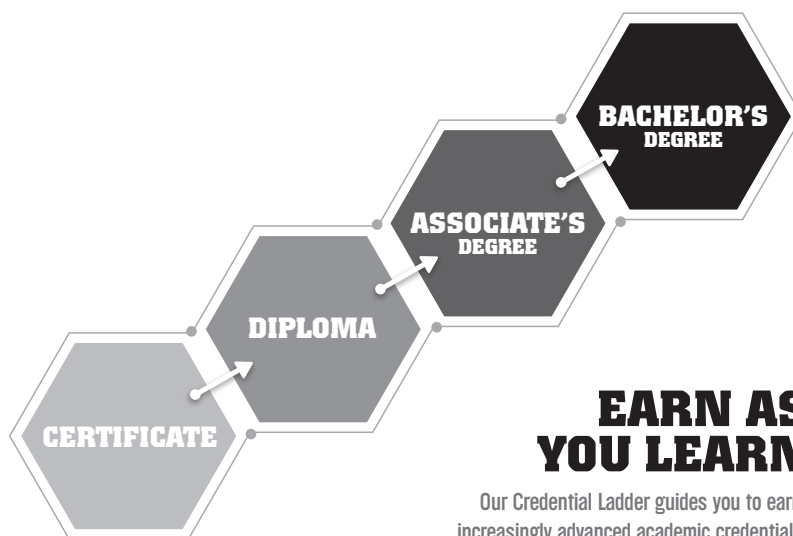 BACHELOR'S
DEGREE
ASSOCIATE'S
DEGREE
DIPLOMA
CERTIFICATE
EARN AS
YOU LEARN
Our Credential Ladder guides you to earn
increasingly advanced academic credential